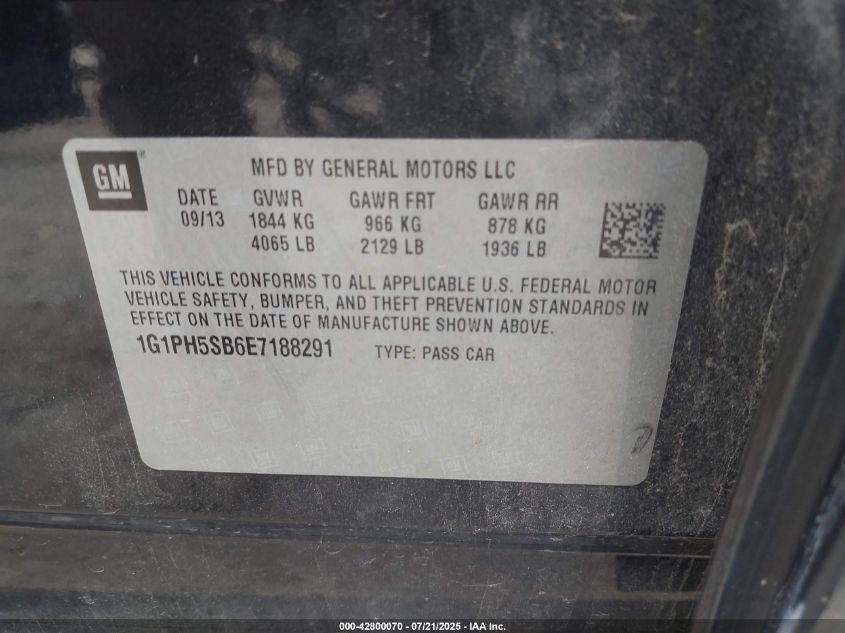 GM
MFD BY GENERAL MOTORS LLC
DATE GVWR GAWR FRT GAWR RR
09/13 1844 KG 966 KG 878 KG
4065 LB 2129 LB 1936 LB
THIS VEHICLE CONFORMS TO ALL APPLICABLE U.S. FEDERAL MOTOR
VEHICLE SAFETY, BUMPER, AND THEFT PREVENTION STANDARDS IN
EFFECT ON THE DATE OF MANUFACTURE SHOWN ABOVE.
1G1PH5SB6E7188291 TYPE: PASS CAR
000-42800070 - 07/21/2025 - IAA Inc.